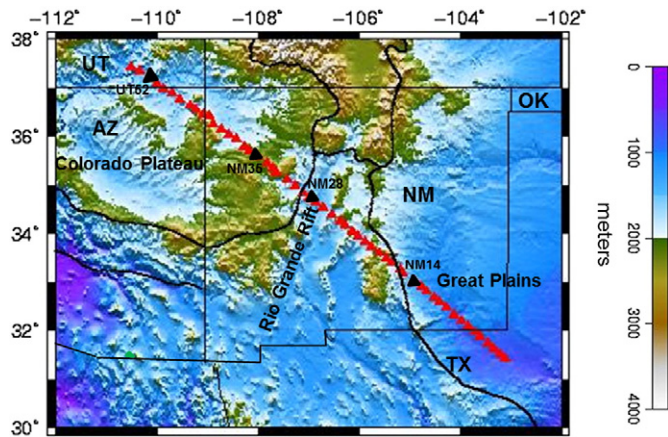 −112° −110° −108° −106° −104° −102°
38°
36°
34°
32°
30°
UT
UT52
AZ
Colorado Plateau
NM35
NM28
NM
OK
Rio Grande Rift
NM14
Great Plains
TX
0
1000
2000
3000
4000
meters